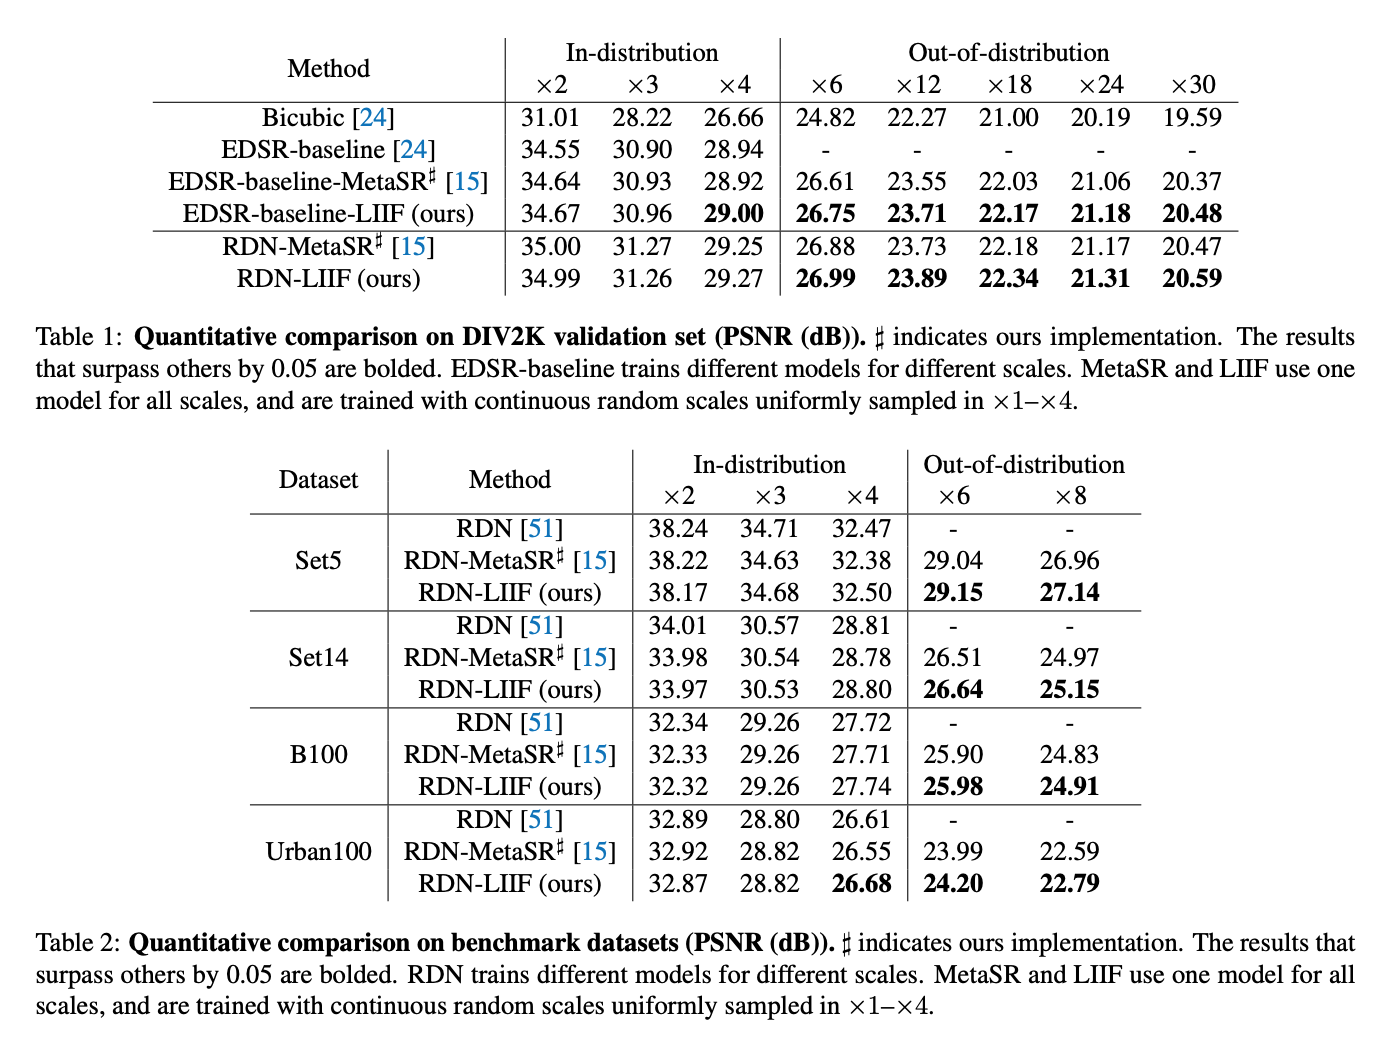 Method In-distribution Out-of-distribution
×2 ×3 ×4 ×6 ×12 ×18 ×24 ×30
Bicubic [24] 31.01 28.22 26.66 24.82 22.27 21.00 20.19 19.59
EDSR-baseline [24] 34.55 30.90 28.94 - - - - -
EDSR-baseline-MetaSR♯ [15] 34.64 30.93 28.92 26.61 23.55 22.03 21.06 20.37
EDSR-baseline-LIIF (ours) 34.67 30.96 29.00 26.75 23.71 22.17 21.18 20.48
RDN-MetaSR♯ [15] 35.00 31.27 29.25 26.88 23.73 22.18 21.17 20.47
RDN-LIIF (ours) 34.99 31.26 29.27 26.99 23.89 22.34 21.31 20.59
Table 1: Quantitative comparison on DIV2K validation set (PSNR (dB)). ♯ indicates ours implementation. The results
that surpass others by 0.05 are bolded. EDSR-baseline trains different models for different scales. MetaSR and LIIF use one
model for all scales, and are trained with continuous random scales uniformly sampled in ×1–×4.
Dataset Method In-distribution Out-of-distribution
×2 ×3 ×4 ×6 ×8
Set5 RDN [51] 38.24 34.71 32.47 - -
RDN-MetaSR♯ [15] 38.22 34.63 32.38 29.04 26.96
RDN-LIIF (ours) 38.17 34.68 32.50 29.15 27.14
Set14 RDN [51] 34.01 30.57 28.81 - -
RDN-MetaSR♯ [15] 33.98 30.54 28.78 26.51 24.97
RDN-LIIF (ours) 33.97 30.53 28.80 26.64 25.15
B100 RDN [51] 32.34 29.26 27.72 - -
RDN-MetaSR♯ [15] 32.33 29.26 27.71 25.90 24.83
RDN-LIIF (ours) 32.32 29.26 27.74 25.98 24.91
Urban100 RDN [51] 32.89 28.80 26.61 - -
RDN-MetaSR♯ [15] 32.92 28.82 26.55 23.99 22.59
RDN-LIIF (ours) 32.87 28.82 26.68 24.20 22.79
Table 2: Quantitative comparison on benchmark datasets (PSNR (dB)). ♯ indicates ours implementation. The results that
surpass others by 0.05 are bolded. RDN trains different models for different scales. MetaSR and LIIF use one model for all
scales, and are trained with continuous random scales uniformly sampled in ×1–×4.